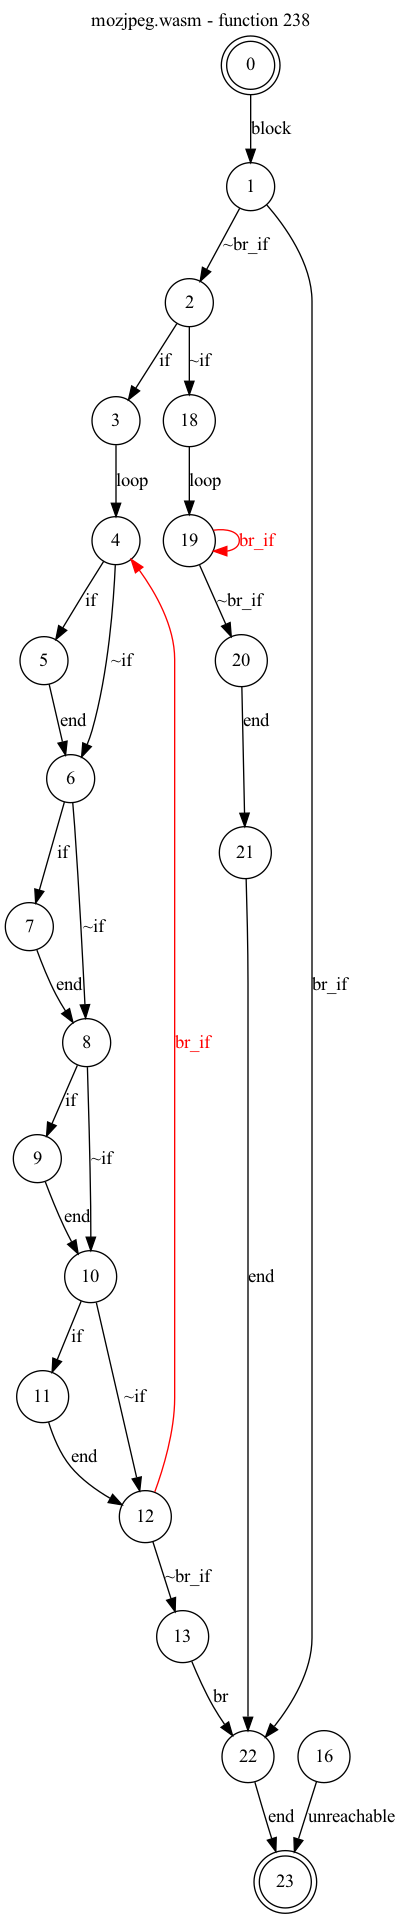 mozjpeg.wasm - function 238
0
block
1
~br_if
2
if
~if
3
18
loop
loop
4
19
br_if
if
~if
~br_if
5
20
end
end
6
21
if
~if
7
end
br_if
8
br_if
if
~if
9
end
10
end
if
~if
11
end
12
~br_if
13
br
22
16
end
unreachable
23